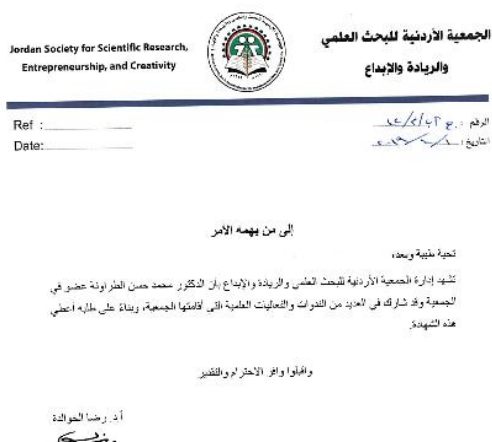 Jordan Society for Scientific Research,
Entrepreneurship, and Creativity
الجمعية الأردنية للبحث العلمي
والريادة والإبداع
Ref :
Date:
الرقم :
التاريخ :
إلى من يهمه الأمر
تحية طيبة وبعد،
تشهد إدارة الجمعية الأردنية للبحث العلمي والريادة والإبداع بأن الدكتور محمد حسن الطراونة عضو في
الجمعية وقد شارك في العديد من الندوات والفعاليات العلمية التي أقامتها الجمعية، وبناءً على طلبه أعطي
هذه الشهادة.
واقبلوا وافر الاحترام والتقدير
أ.د. رضا الخوالدة